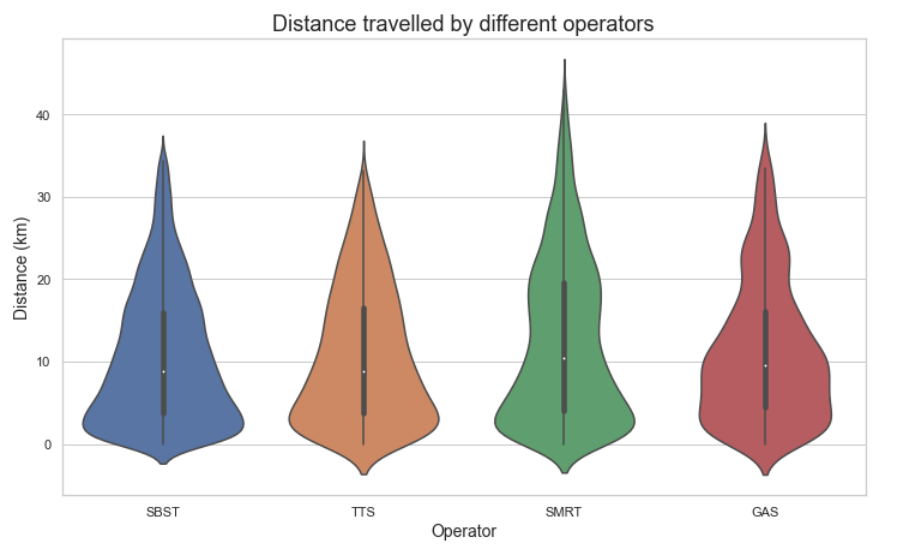 Distance travelled by different operators
Distance (km)
40
30
20
10
0
SBST TTS SMRT GAS
Operator